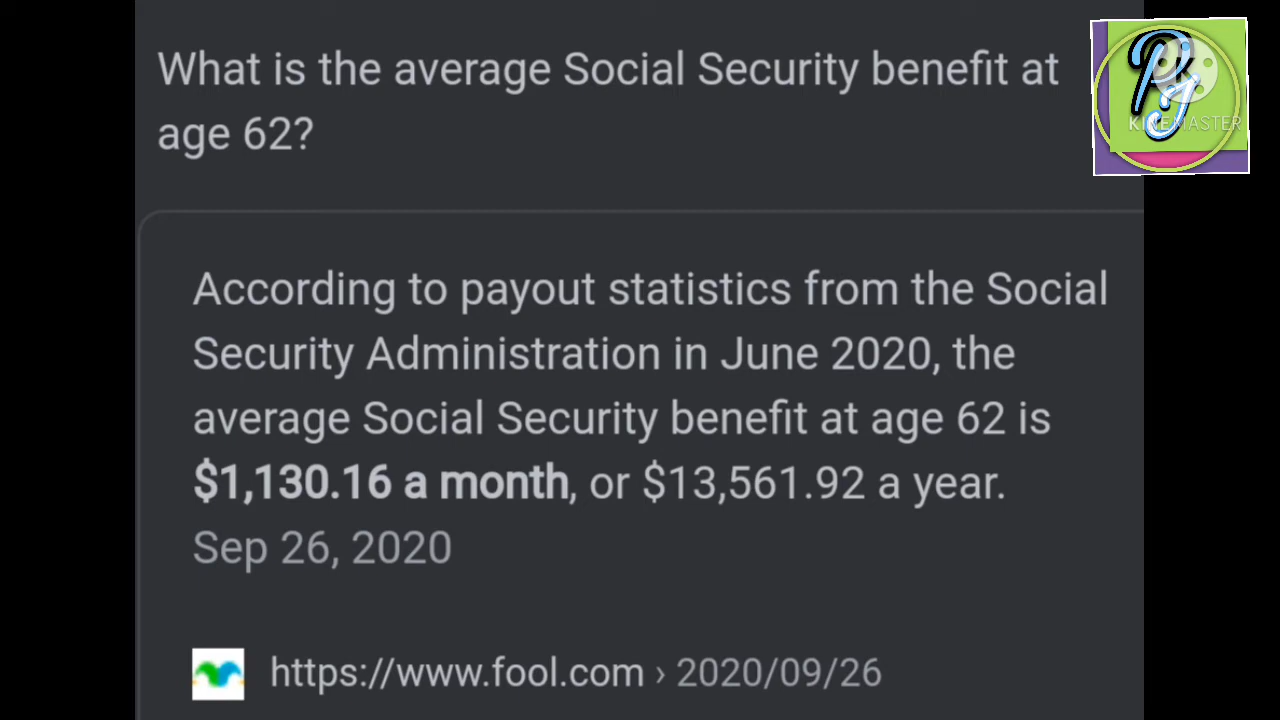 What is the average Social Security benefit at
age 62?
PJ
KINEMASTER
According to payout statistics from the Social
Security Administration in June 2020, the
average Social Security benefit at age 62 is
$1,130.16 a month, or $13,561.92 a year.
Sep 26, 2020
https://www.fool.com › 2020/09/26